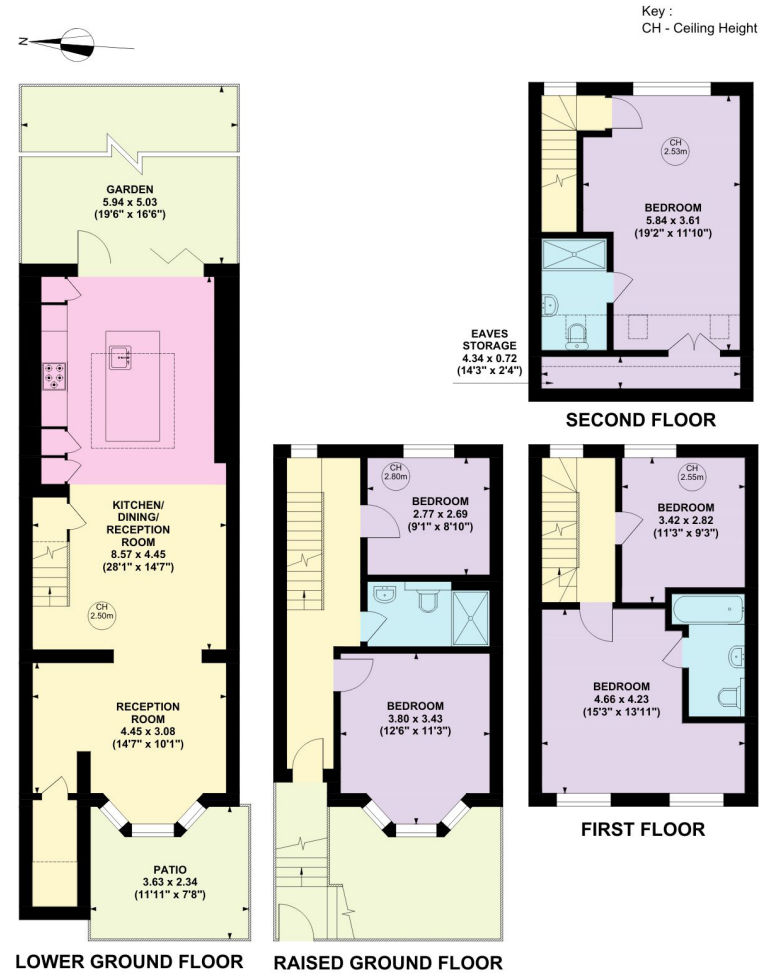 Key :
CH - Ceiling Height
N
GARDEN
5.94 x 5.03
(19'6" x 16'6")
KITCHEN/
DINING/
RECEPTION
ROOM
8.57 x 4.45
(28'1" x 14'7")
CH
2.50m
RECEPTION
ROOM
4.45 x 3.08
(14'7" x 10'1")
PATIO
3.63 x 2.34
(11'11" x 7'8")
LOWER GROUND FLOOR
CH
2.80m
BEDROOM
2.77 x 2.69
(9'1" x 8'10")
BEDROOM
3.80 x 3.43
(12'6" x 11'3")
RAISED GROUND FLOOR
CH
2.53m
BEDROOM
5.84 x 3.61
(19'2" x 11'10")
EAVES
STORAGE
4.34 x 0.72
(14'3" x 2'4")
SECOND FLOOR
CH
2.55m
BEDROOM
3.42 x 2.82
(11'3" x 9'3")
BEDROOM
4.66 x 4.23
(15'3" x 13'11")
FIRST FLOOR